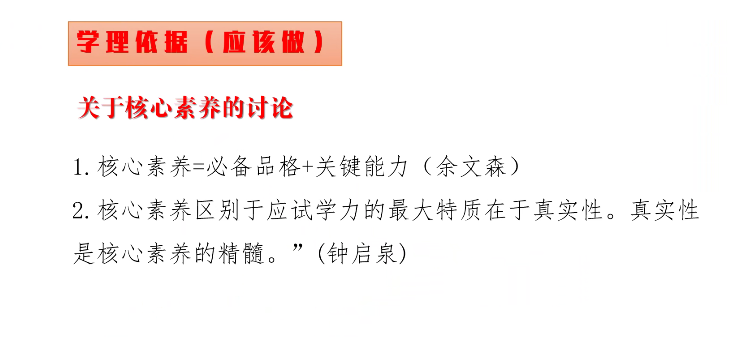 学理依据（应该做）
关于核心素养的讨论
1.核心素养=必备品格+关键能力（余文森）
2.核心素养区别于应试学力的最大特质在于真实性。真实性
是核心素养的精髓。”(钟启泉)